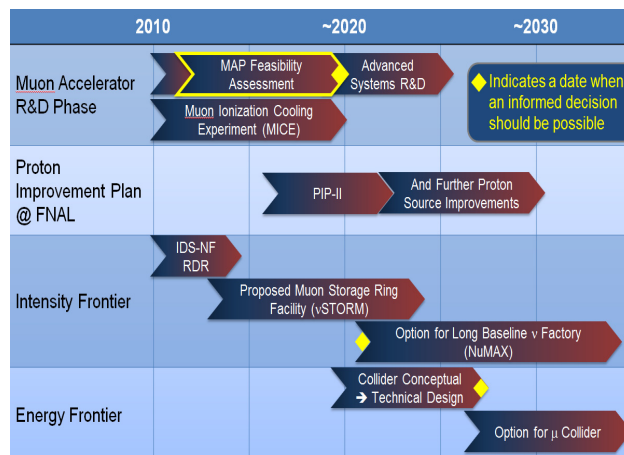 2010
~2020
~2030
Muon Accelerator
R&D Phase
MAP Feasibility
Assessment
Advanced
Systems R&D
Indicates a date when
an informed decision
should be possible
Muon Ionization Cooling
Experiment (MICE)
Proton
Improvement Plan
@ FNAL
PIP-II
And Further Proton
Source Improvements
Intensity Frontier
IDS-NF
RDR
Proposed Muon Storage Ring
Facility (νSTORM)
Option for Long Baseline ν Factory
(NuMAX)
Energy Frontier
Collider Conceptual
➔ Technical Design
Option for μ Collider